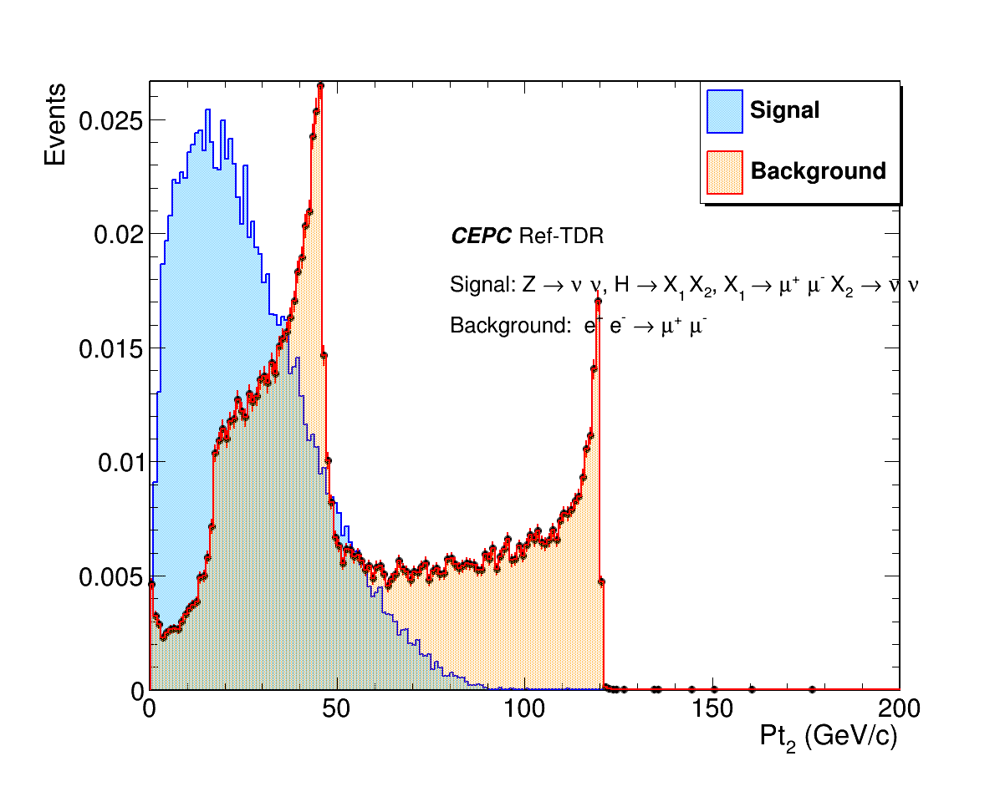 Events
0.025
0.02
0.015
0.01
0.005
0
Signal
Background
CEPC Ref-TDR
Signal: Z → ν ν, H → X₁ X₂, X₁ → μ⁺ μ⁻ X₂ → ν ν
Background: e⁺ e⁻ → μ⁺ μ⁻
0 50 100 150 200
Pt₂ (GeV/c)